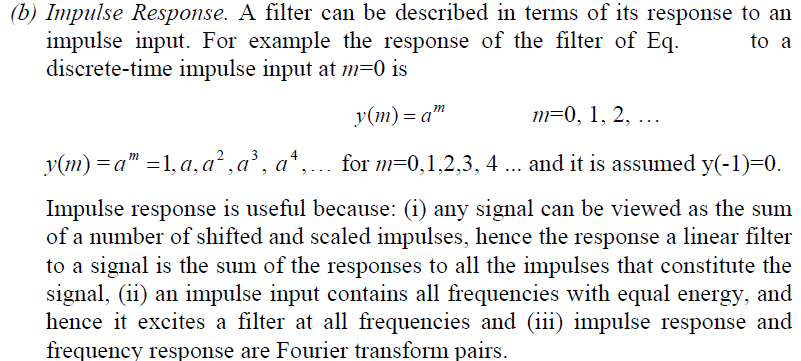 (b) Impulse Response. A filter can be described in terms of its response to an
impulse input. For example the response of the filter of Eq. to a
discrete-time impulse input at m=0 is
y(m) = a^m m=0, 1, 2, …
y(m) = a^m =1, a, a^2, a^3, a^4,… for m=0,1,2,3, 4 ... and it is assumed y(-1)=0.
Impulse response is useful because: (i) any signal can be viewed as the sum
of a number of shifted and scaled impulses, hence the response a linear filter
to a signal is the sum of the responses to all the impulses that constitute the
signal, (ii) an impulse input contains all frequencies with equal energy, and
hence it excites a filter at all frequencies and (iii) impulse response and
frequency response are Fourier transform pairs.